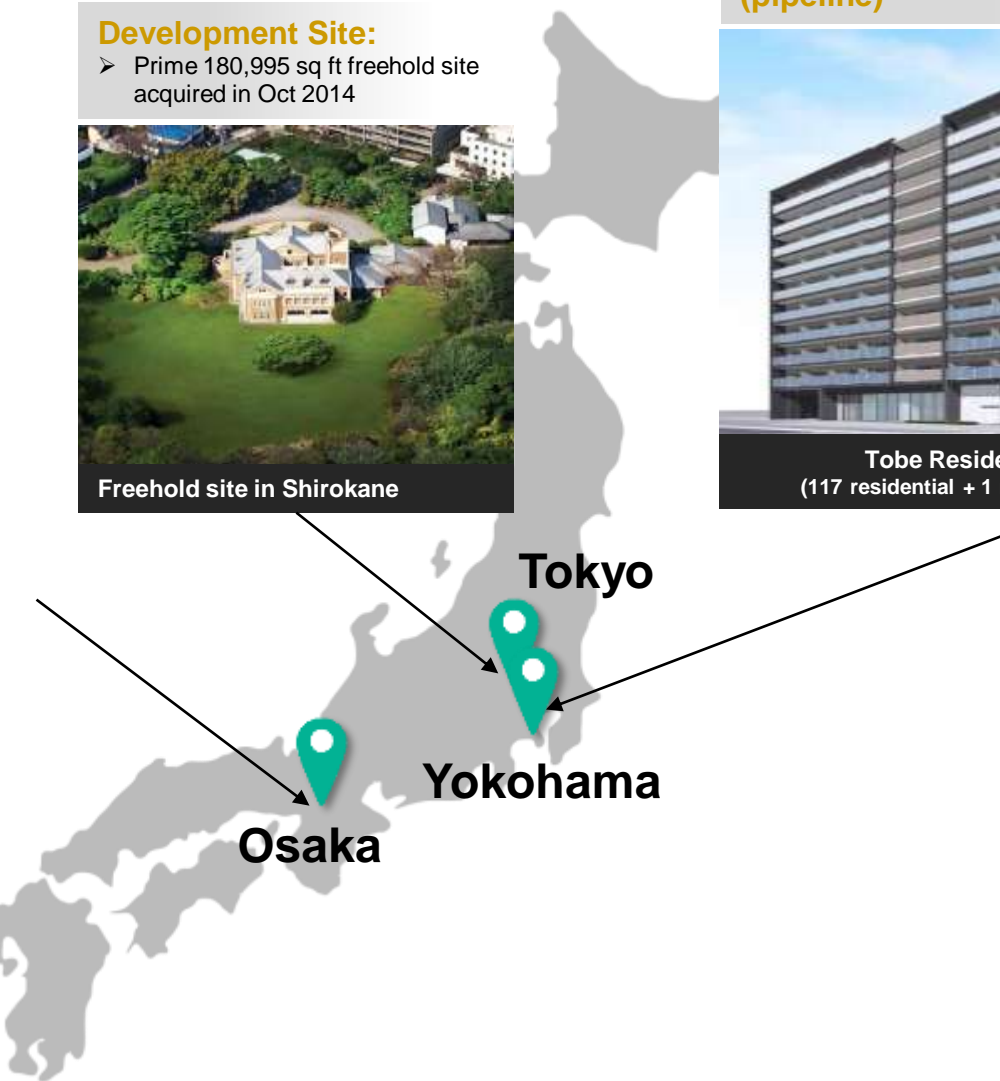 (pipeline)
Development Site:
➢ Prime 180,995 sq ft freehold site
acquired in Oct 2014
Freehold site in Shirokane
Tobe
(117 residential + 1
Tokyo
Yokohama
Osaka